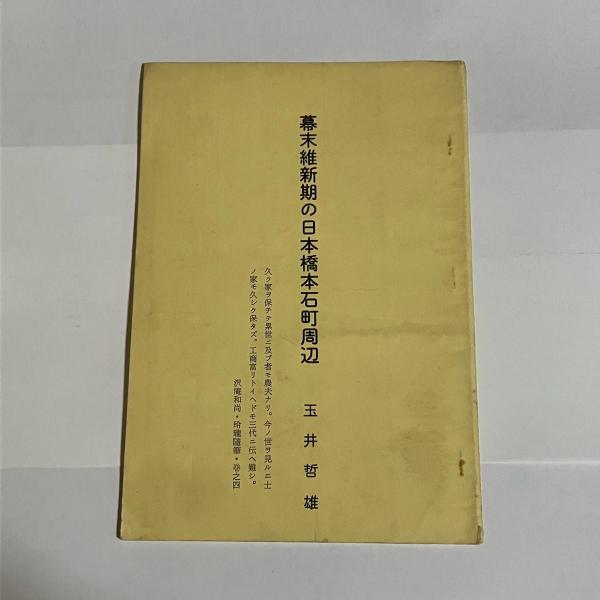 幕末維新期の日本橋本石町周辺
玉井哲雄
久ク家ヲ保チテ累世ニ及ブ者モ農夫ナリ。今ノ世ヲ見ルニ士
ノ家モ久シク保タズ。工商富リトイヘドモ三代ニ伝ヘ難シ。
沢庵和尚・玲瓏随筆・巻之四